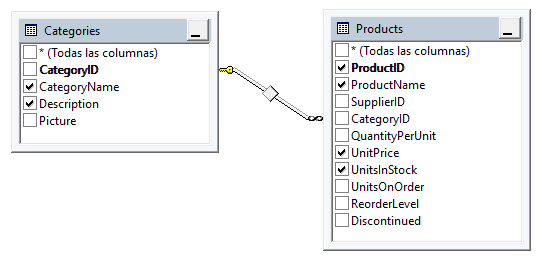 Categories
* (Todas las columnas)
CategoryID
CategoryName
Description
Picture
Products
* (Todas las columnas)
ProductID
ProductName
SupplierID
CategoryID
QuantityPerUnit
UnitPrice
UnitsInStock
UnitsOnOrder
ReorderLevel
Discontinued